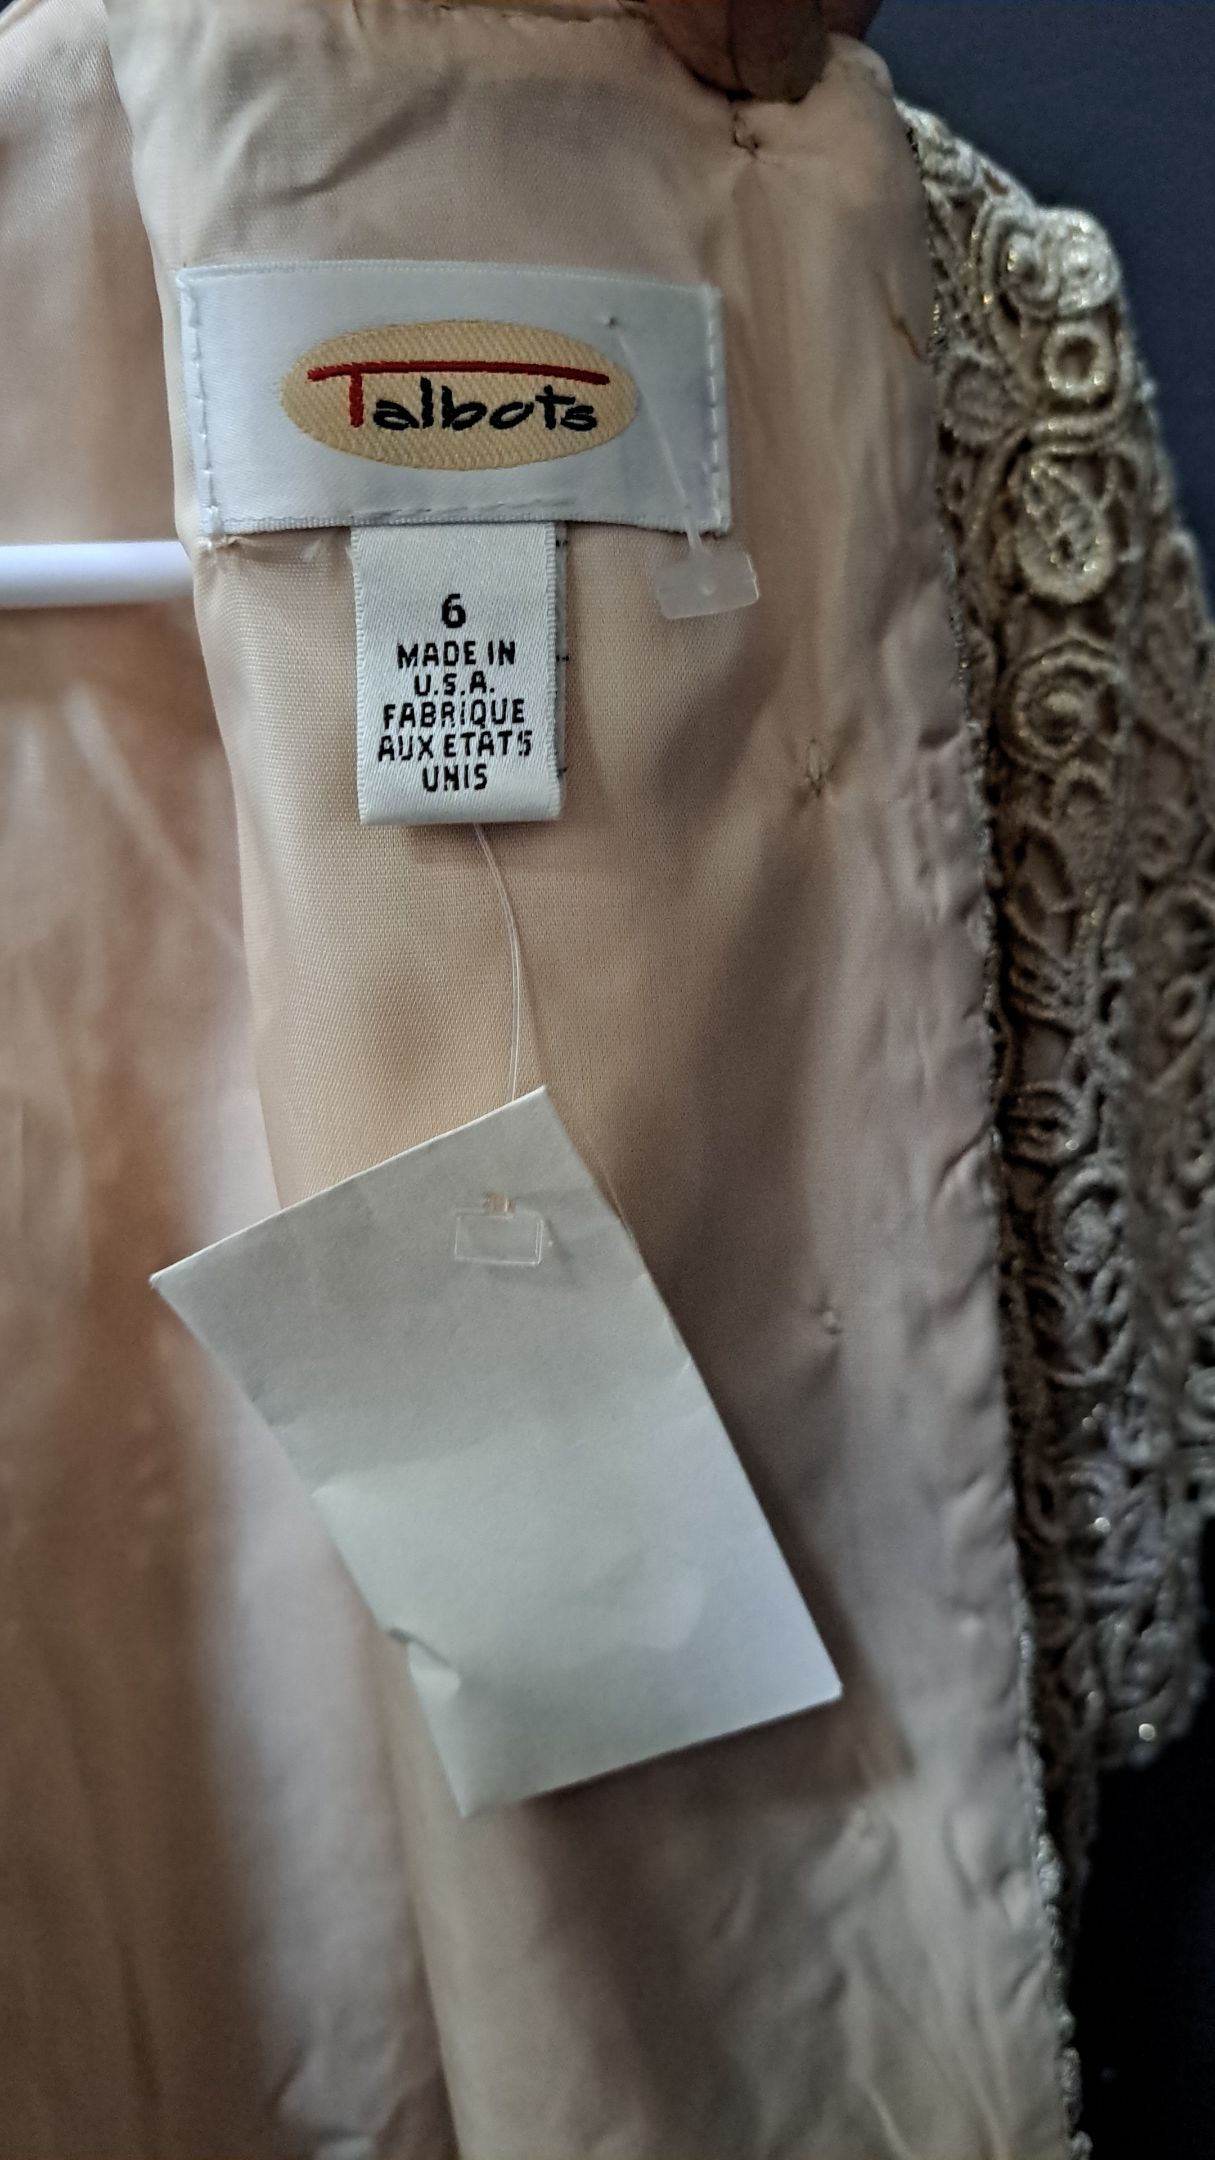 Talbots
6
MADE IN
U.S.A.
FABRIQUE
AUX ETATS
UNIS